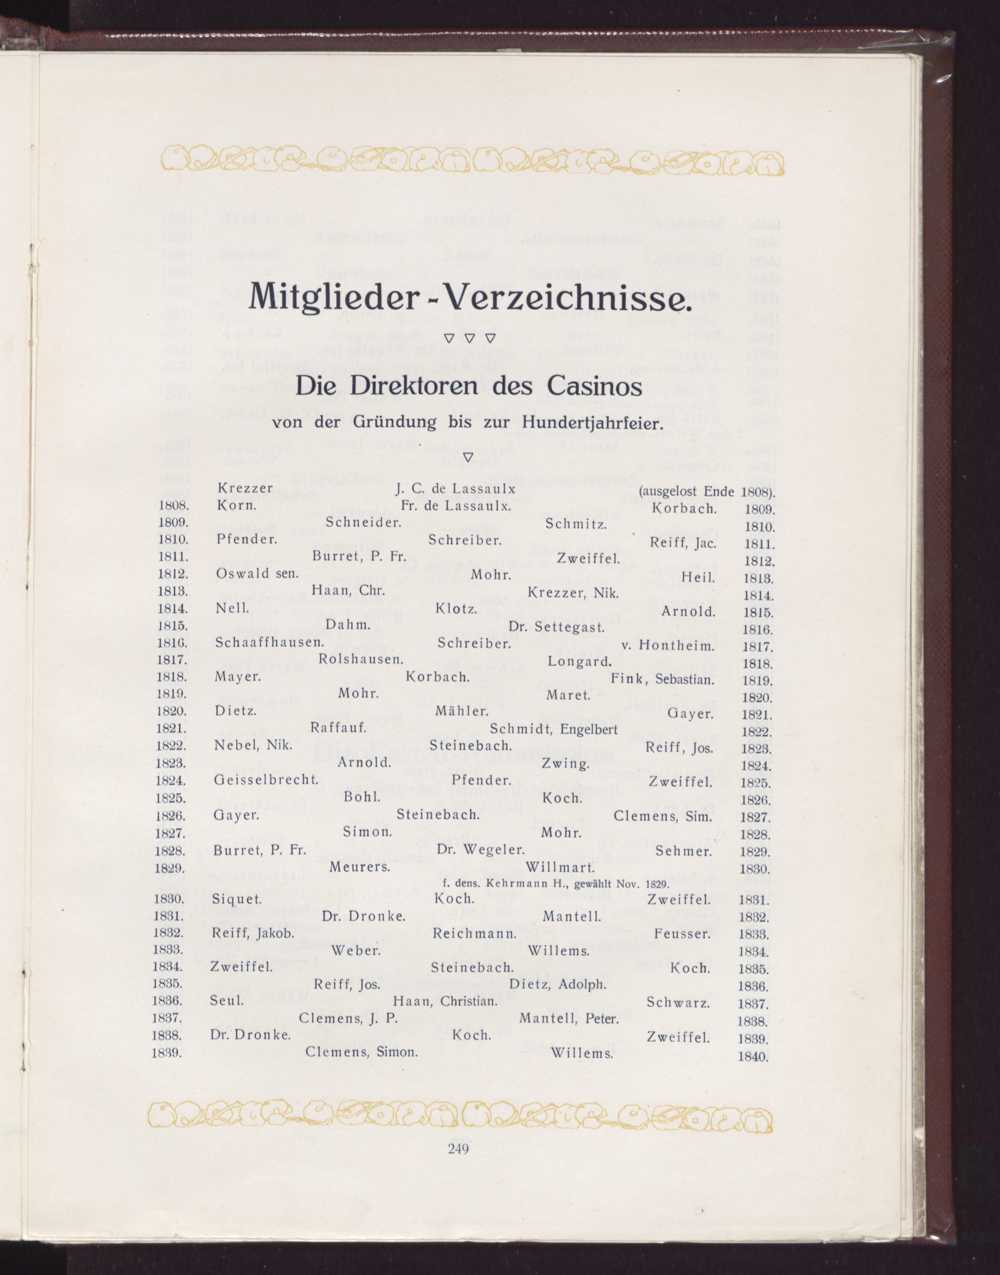 Mitglieder-Verzeichnisse.
▽ ▽ ▽
Die Direktoren des Casinos
von der Gründung bis zur Hundertjahrfeier.
▽
Krezzer J. C. de Lassaulx (ausgelost Ende 1808).
1808. Korn. Fr. de Lassaulx. Korbach. 1809.
1809. Schneider. Schmitz. 1810.
1810. Pfender. Schreiber. Reiff, Jac. 1811.
1811. Burret, P. Fr. Zweiffel. 1812.
1812. Oswald sen. Mohr. Heil. 1813.
1813. Haan, Chr. Krezzer, Nik. 1814.
1814. Nell. Klotz. Arnold. 1815.
1815. Dahm. Dr. Settegast. 1816.
1816. Schaaffhausen. Schreiber. v. Hontheim. 1817.
1817. Rolshausen. Longard. 1818.
1818. Mayer. Korbach. Fink, Sebastian. 1819.
1819. Mohr. Maret. 1820.
1820. Dietz. Mähler. Gayer. 1821.
1821. Raffauf. Schmidt, Engelbert 1822.
1822. Nebel, Nik. Steinebach. Reiff, Jos. 1823.
1823. Arnold. Zwing. 1824.
1824. Geisselbrecht. Pfender. Zweiffel. 1825.
1825. Bohl. Koch. 1826.
1826. Gayer. Steinebach. Clemens, Sim. 1827.
1827. Simon. Mohr. 1828.
1828. Burret, P. Fr. Dr. Wegeler. Sehmer. 1829.
1829. Meurers. Willmart. 1830.
f. dens. Kehrmann H., gewählt Nov. 1829.
1830. Siquet. Koch. Zweiffel. 1831.
1831. Dr. Dronke. Mantell. 1832.
1832. Reiff, Jakob. Reichmann. Feusser. 1833.
1833. Weber. Willems. 1834.
1834. Zweiffel. Steinebach. Koch. 1835.
1835. Reiff, Jos. Dietz, Adolph. 1836.
1836. Seul. Haan, Christian. Schwarz. 1837.
1837. Clemens, J. P. Mantell, Peter. 1838.
1838. Dr. Dronke. Koch. Zweiffel. 1839.
1839. Clemens, Simon. Willems. 1840.
249